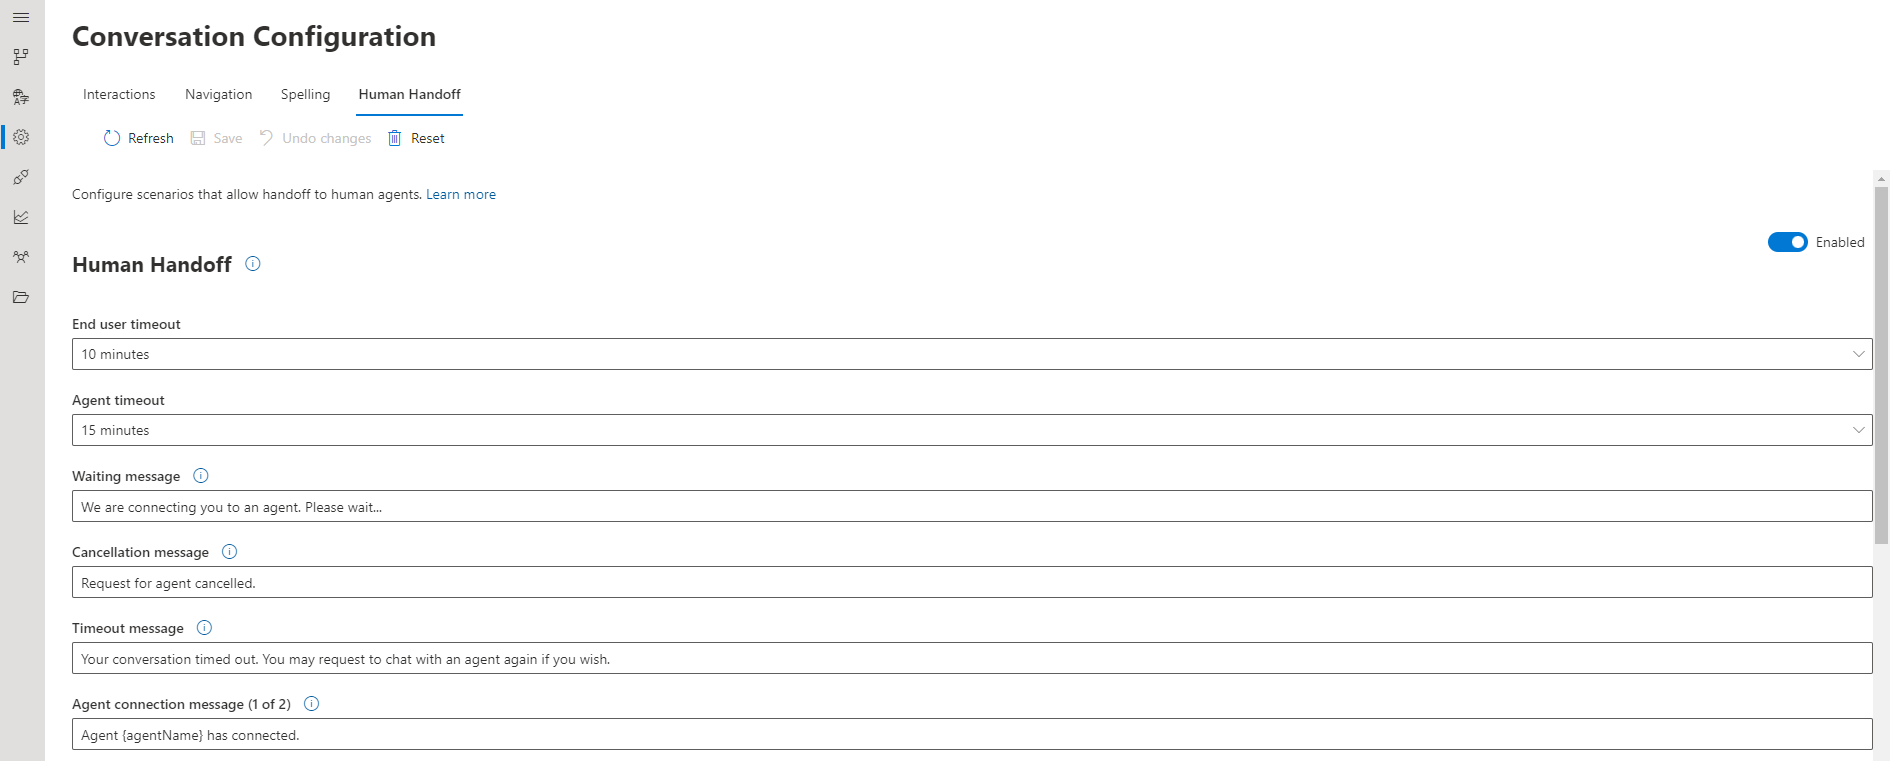 Conversation Configuration
Interactions Navigation Spelling Human Handoff
Refresh Save Undo changes Reset
Configure scenarios that allow handoff to human agents. Learn more
Enabled
Human Handoff
End user timeout
10 minutes
Agent timeout
15 minutes
Waiting message
We are connecting you to an agent. Please wait...
Cancellation message
Request for agent cancelled.
Timeout message
Your conversation timed out. You may request to chat with an agent again if you wish.
Agent connection message (1 of 2)
Agent {agentName} has connected.